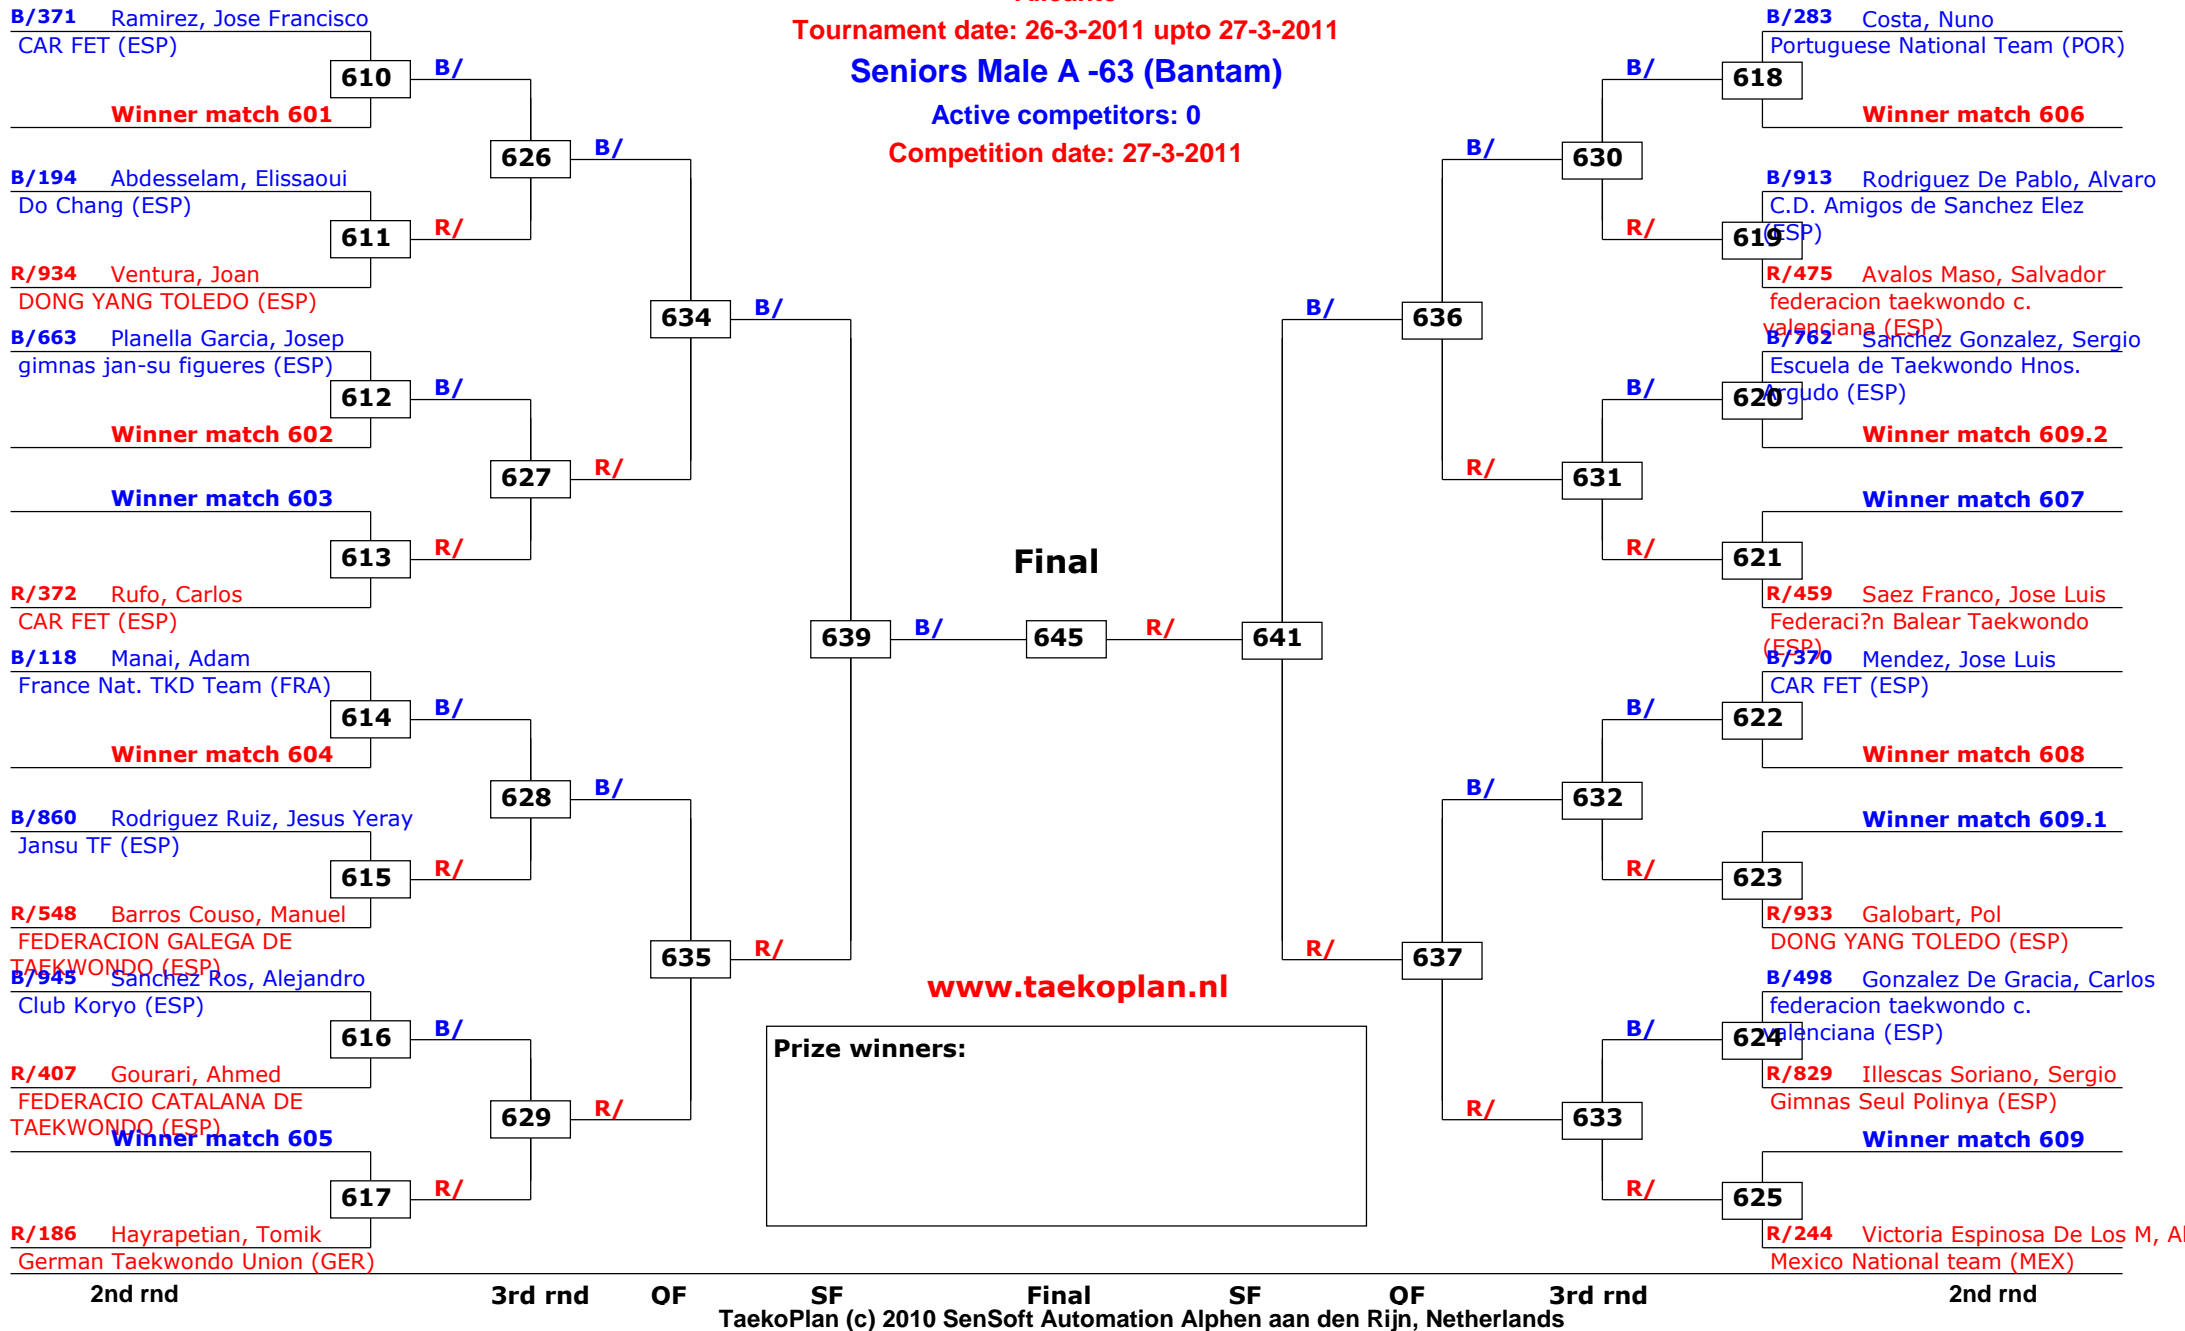 Tournament date: 26-3-2011 upto 27-3-2011
Seniors Male A -63 (Bantam)
Active competitors: 0
Competition date: 27-3-2011
B/371 Ramirez, Jose Francisco
CAR FET (ESP)
610
B/
Winner match 601
626
B/
B/194 Abdesselam, Elissaoui
Do Chang (ESP)
611
R/
R/934 Ventura, Joan
DONG YANG TOLEDO (ESP)
634
B/
B/663 Planella Garcia, Josep
gimnas jan-su figueres (ESP)
612
B/
Winner match 602
627
R/
Winner match 603
613
R/
R/372 Rufo, Carlos
CAR FET (ESP)
639
B/
B/118 Manai, Adam
France Nat. TKD Team (FRA)
614
B/
Winner match 604
628
B/
B/860 Rodriguez Ruiz, Jesus Yeray
Jansu TF (ESP)
615
R/
R/548 Barros Couso, Manuel
FEDERACION GALEGA DE
TAEKWONDO (ESP)
635
R/
B/945 Sanchez Ros, Alejandro
Club Koryo (ESP)
616
B/
R/407 Gourari, Ahmed
FEDERACIO CATALANA DE
TAEKWONDO (ESP)
629
R/
Winner match 605
617
R/
R/186 Hayrapetian, Tomik
German Taekwondo Union (GER)
Final
645
R/
www.taekoplan.nl
Prize winners:
B/283 Costa, Nuno
Portuguese National Team (POR)
B/
618
Winner match 606
B/
630
B/913 Rodriguez De Pablo, Alvaro
C.D. Amigos de Sanchez Elez
(ESP)
R/
619
R/475 Avalos Maso, Salvador
federacion taekwondo c.
valenciana (ESP)
B/
636
B/762 Sanchez Gonzalez, Sergio
Escuela de Taekwondo Hnos.
Argudo (ESP)
B/
620
Winner match 609.2
R/
631
Winner match 607
R/
621
R/459 Saez Franco, Jose Luis
Federaci?n Balear Taekwondo
(ESP)
641
B/370 Mendez, Jose Luis
CAR FET (ESP)
B/
622
Winner match 608
B/
632
Winner match 609.1
R/
623
R/933 Galobart, Pol
DONG YANG TOLEDO (ESP)
R/
637
B/498 Gonzalez De Gracia, Carlos
federacion taekwondo c.
valenciana (ESP)
B/
624
R/829 Illescas Soriano, Sergio
Gimnas Seul Polinya (ESP)
R/
633
Winner match 609
R/
625
R/244 Victoria Espinosa De Los M,
Mexico National team (MEX)
2nd rnd 3rd rnd QF SF Final SF QF 3rd rnd 2nd rnd
TaekoPlan (c) 2010 SenSoft Automation Alphen aan den Rijn, Netherlands